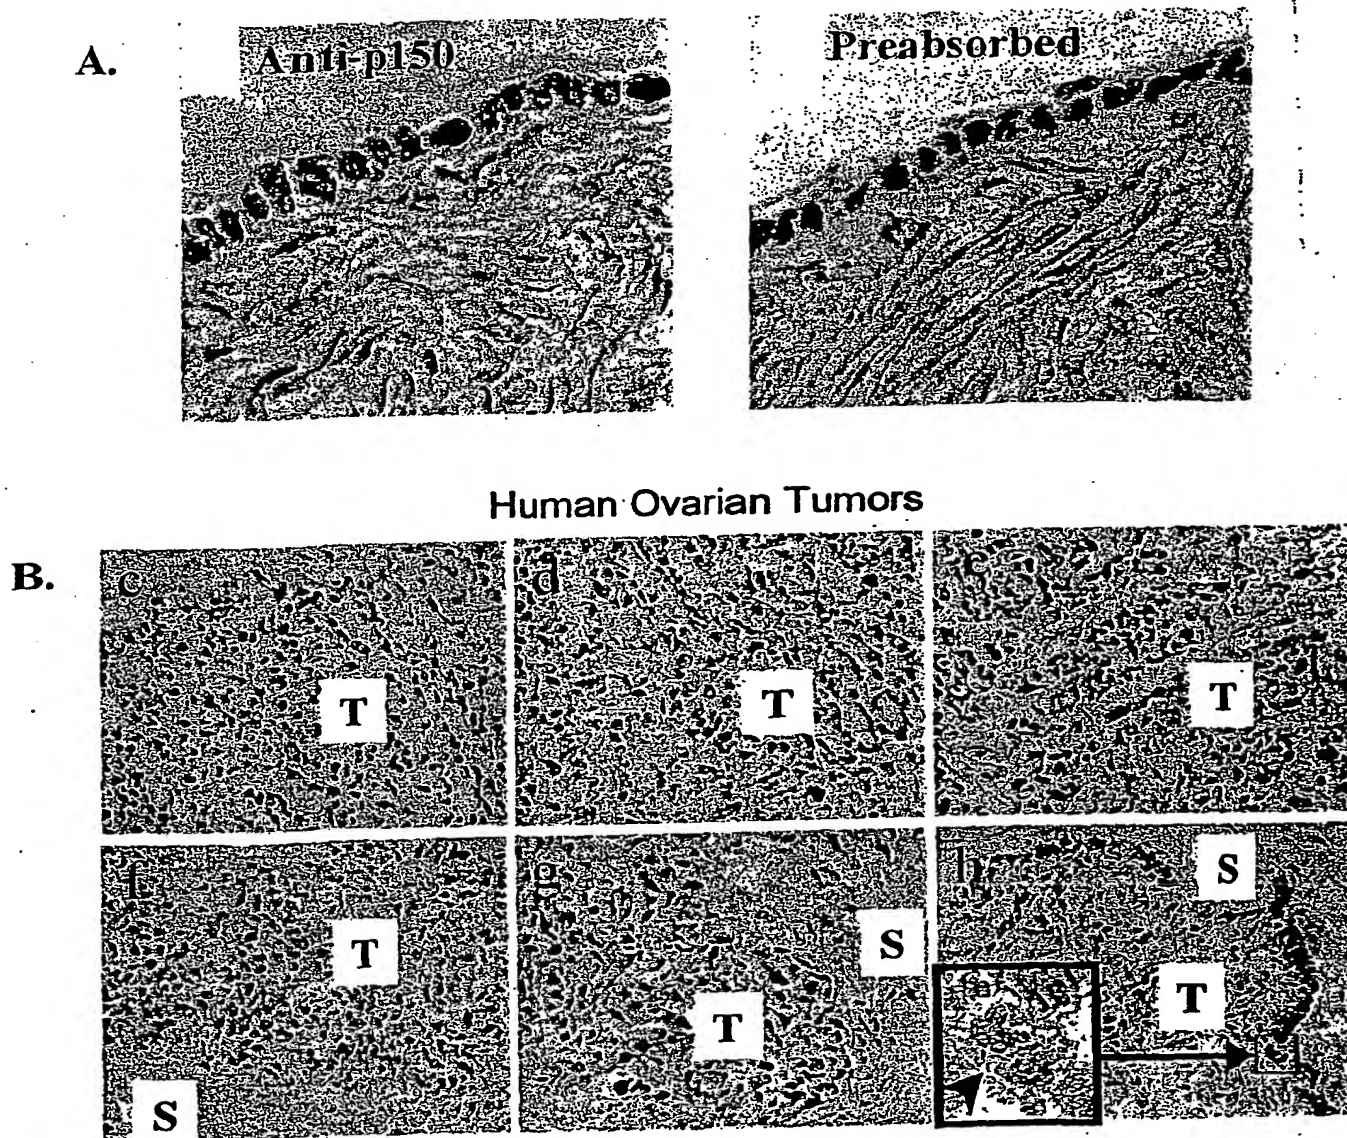 A.
Anti-p150
Preabsorbed
Human Ovarian Tumors
B.
c
d
e
T
T
T
f
g
h
T
S
T
S
S
T